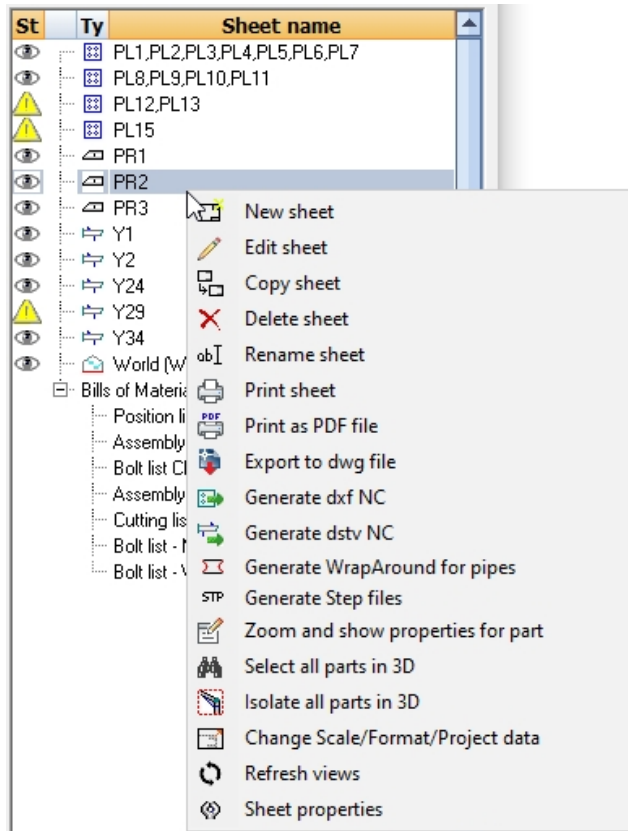 St Ty Sheet name
PL1,PL2,PL3,PL4,PL5,PL6,PL7
PL8,PL9,PL10,PL11
PL12,PL13
PL15
PR1
PR2
PR3
Y1
Y2
Y24
Y29
Y34
World (W
Bills of Materia
Position li
Assembly
Bolt list Cl
Assembly
Cutting lis
Bolt list -
Bolt list -
New sheet
Edit sheet
Copy sheet
Delete sheet
abI Rename sheet
Print sheet
PDF Print as PDF file
Export to dwg file
Generate dxf NC
Generate dstv NC
Generate WrapAround for pipes
STP Generate Step files
Zoom and show properties for part
Select all parts in 3D
Isolate all parts in 3D
Change Scale/Format/Project data
Refresh views
Sheet properties